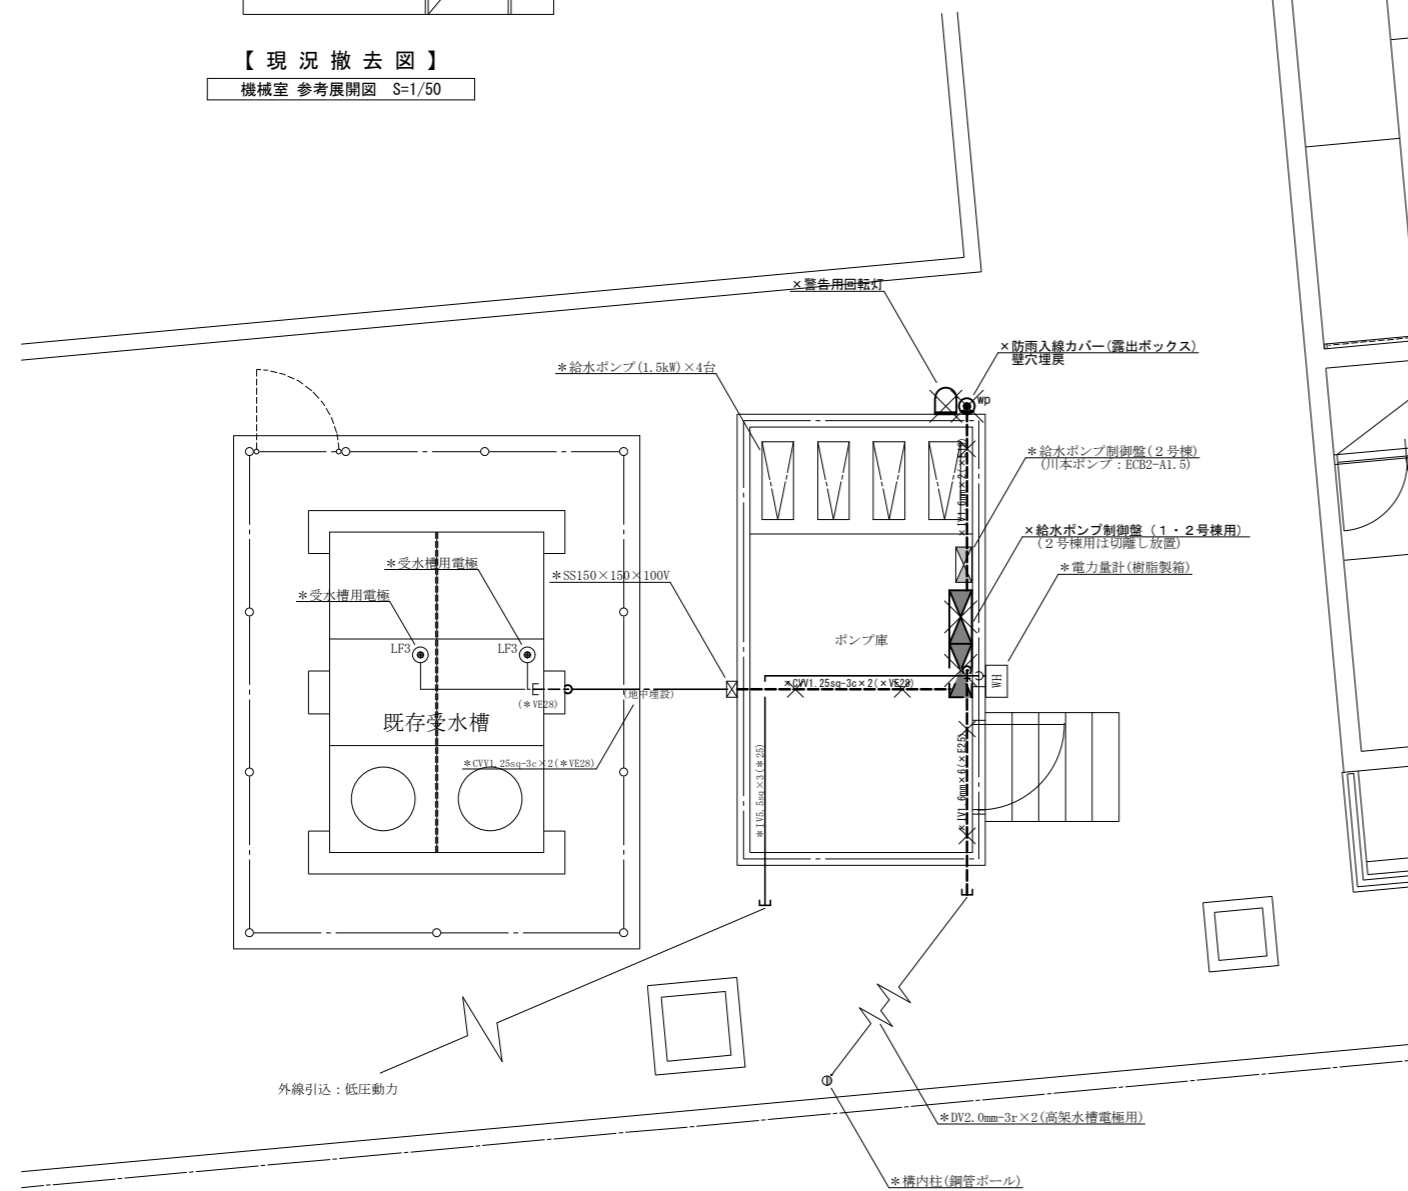 【 現 況 撤 去 図 】
機械室 参考展開図 S=1/50
×警告用回転灯
×防雨入線カバー(露出ボックス)
壁穴埋戻
＊給水ポンプ(1.5kW)×4台
wp
＊給水ポンプ制御盤(２号棟)
(川本ポンプ：ECB2-A1.5)
×給水ポンプ制御盤（１・２号棟用）
(２号棟用は切離し放置)
＊電力量計(樹脂製箱)
＊受水槽用電極
＊SS150×150×100V
＊受水槽用電極
LF3
LF3
ポンプ庫
WH
×CVV1.25sq-3c×2(×VE28)
(地中埋設)
(＊VE28)
既存受水槽
＊CVV1.25sq-3c×2(＊VE28)
＊IV5.5sq×3(＊25)
×IV1.6mm×6(×E25)
外線引込：低圧動力
＊DV2.0mm-3r×2(高架水槽電極用)
＊構内柱(鋼管ポール)